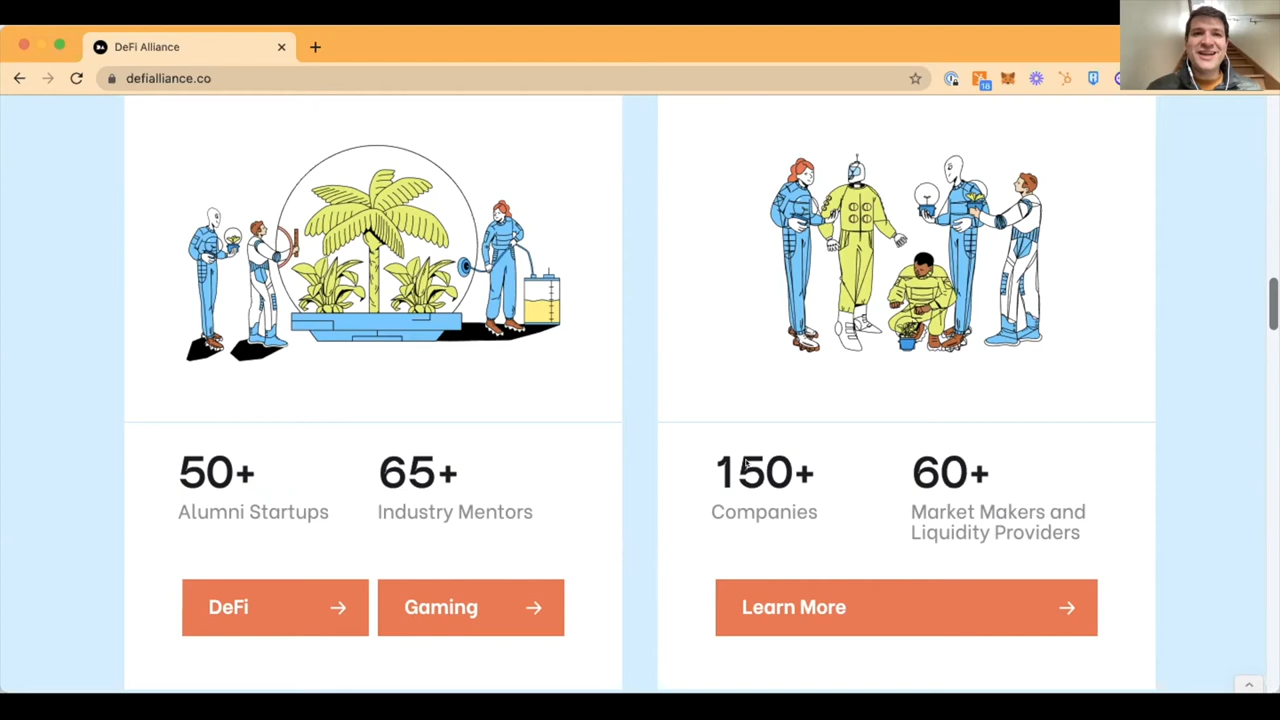 DeFi Alliance
defialliance.co
18
50+
65+
Alumni Startups
Industry Mentors
150+
60+
Companies
Market Makers and
Liquidity Providers
DeFi →
Gaming →
Learn More →